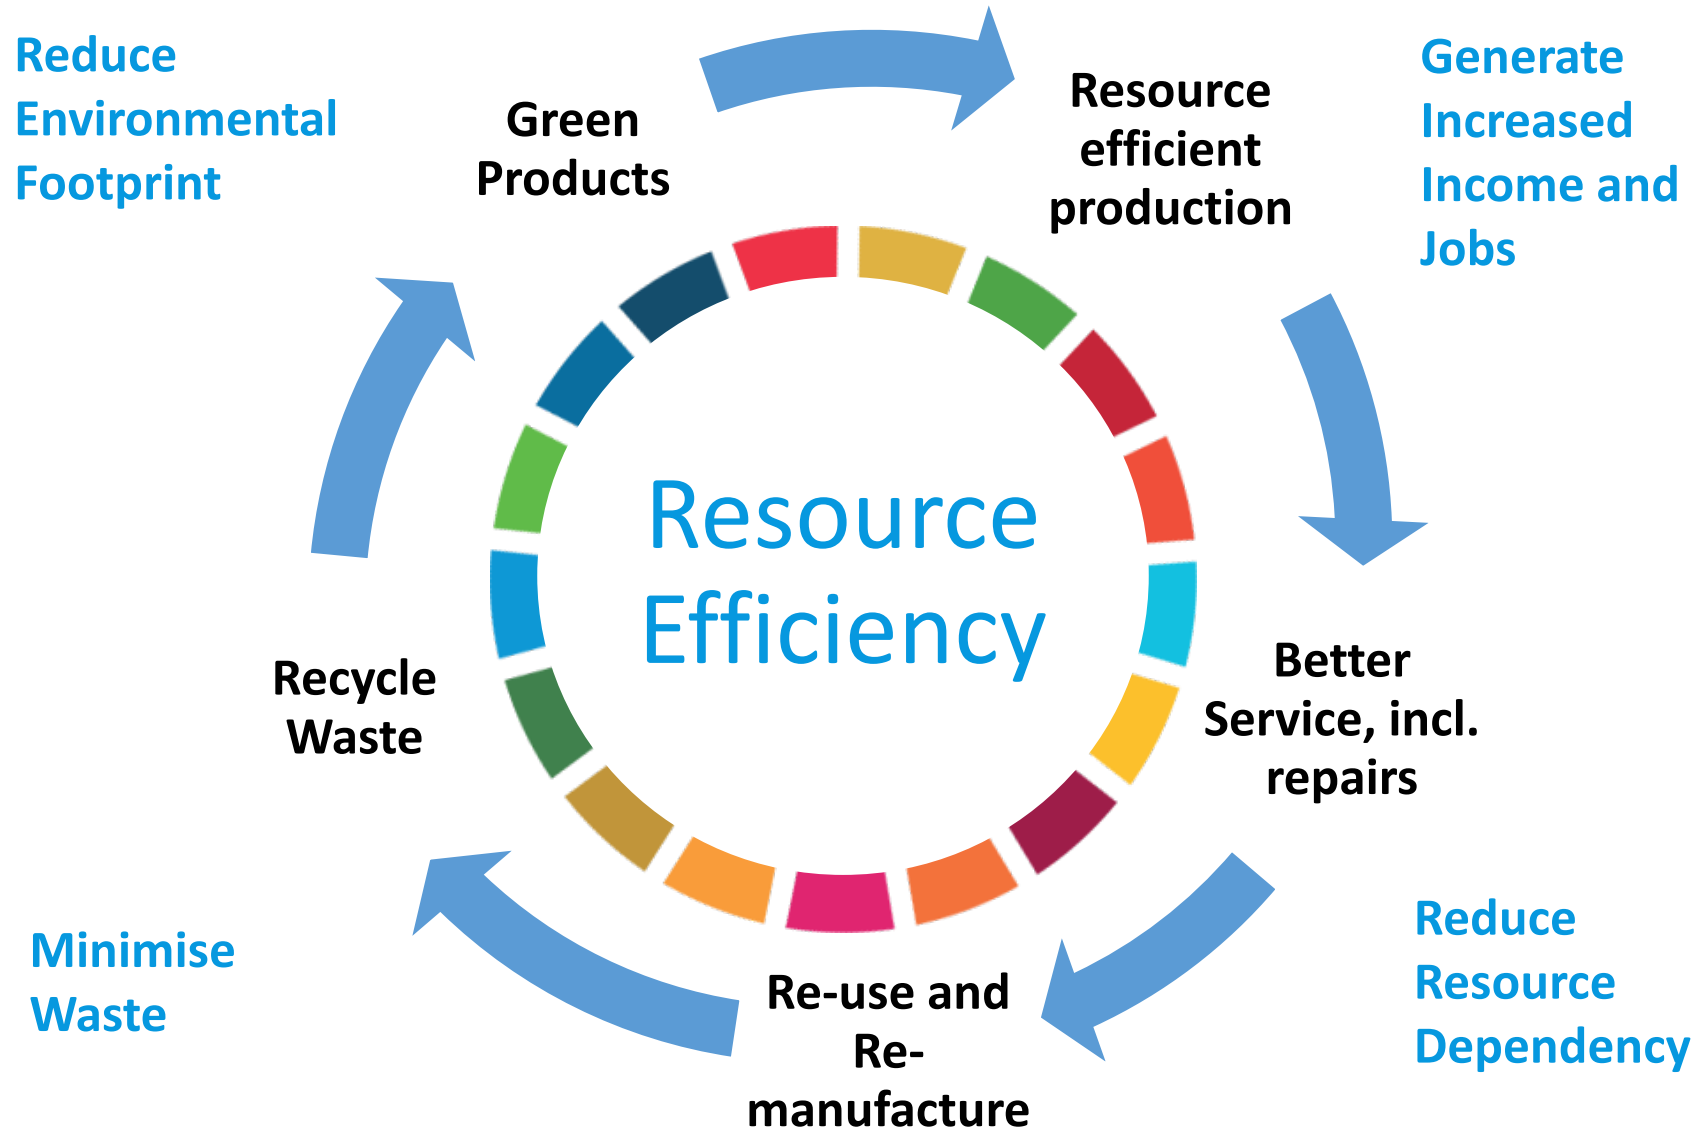 Reduce
Environmental
Footprint
Green
Products
Resource
efficient
production
Generate
Increased
Income and
Jobs
Resource
Efficiency
Recycle
Waste
Better
Service, incl.
repairs
Minimise
Waste
Re-use and
Re-
manufacture
Reduce
Resource
Dependency